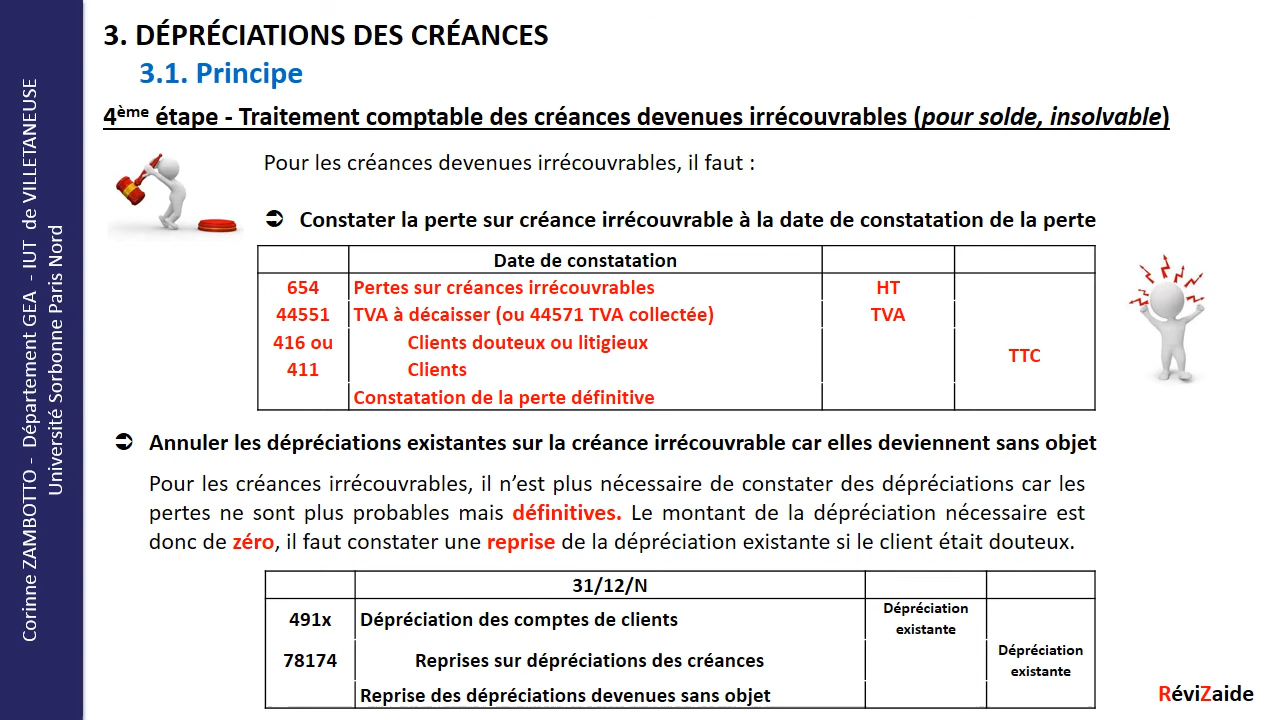 Corinne ZAMBOTTO - Département GEA - IUT de VILLETANEUSE
Université Sorbonne Paris Nord
3. DÉPRÉCIATIONS DES CRÉANCES
3.1. Principe
4ème étape - Traitement comptable des créances devenues irrécouvrables (pour solde, insolvable)
Pour les créances devenues irrécouvrables, il faut :
➲ Constater la perte sur créance irrécouvrable à la date de constatation de la perte
Date de constatation
654 Pertes sur créances irrécouvrables HT
44551 TVA à décaisser (ou 44571 TVA collectée) TVA
416 ou Clients douteux ou litigieux
TTC
411 Clients
Constatation de la perte définitive
➲ Annuler les dépréciations existantes sur la créance irrécouvrable car elles deviennent sans objet
Pour les créances irrécouvrables, il n’est plus nécessaire de constater des dépréciations car les
pertes ne sont plus probables mais définitives. Le montant de la dépréciation nécessaire est
donc de zéro, il faut constater une reprise de la dépréciation existante si le client était douteux.
31/12/N
491x Dépréciation des comptes de clients Dépréciation
existante
78174 Reprises sur dépréciations des créances Dépréciation
existante
Reprise des dépréciations devenues sans objet
RéviZaide